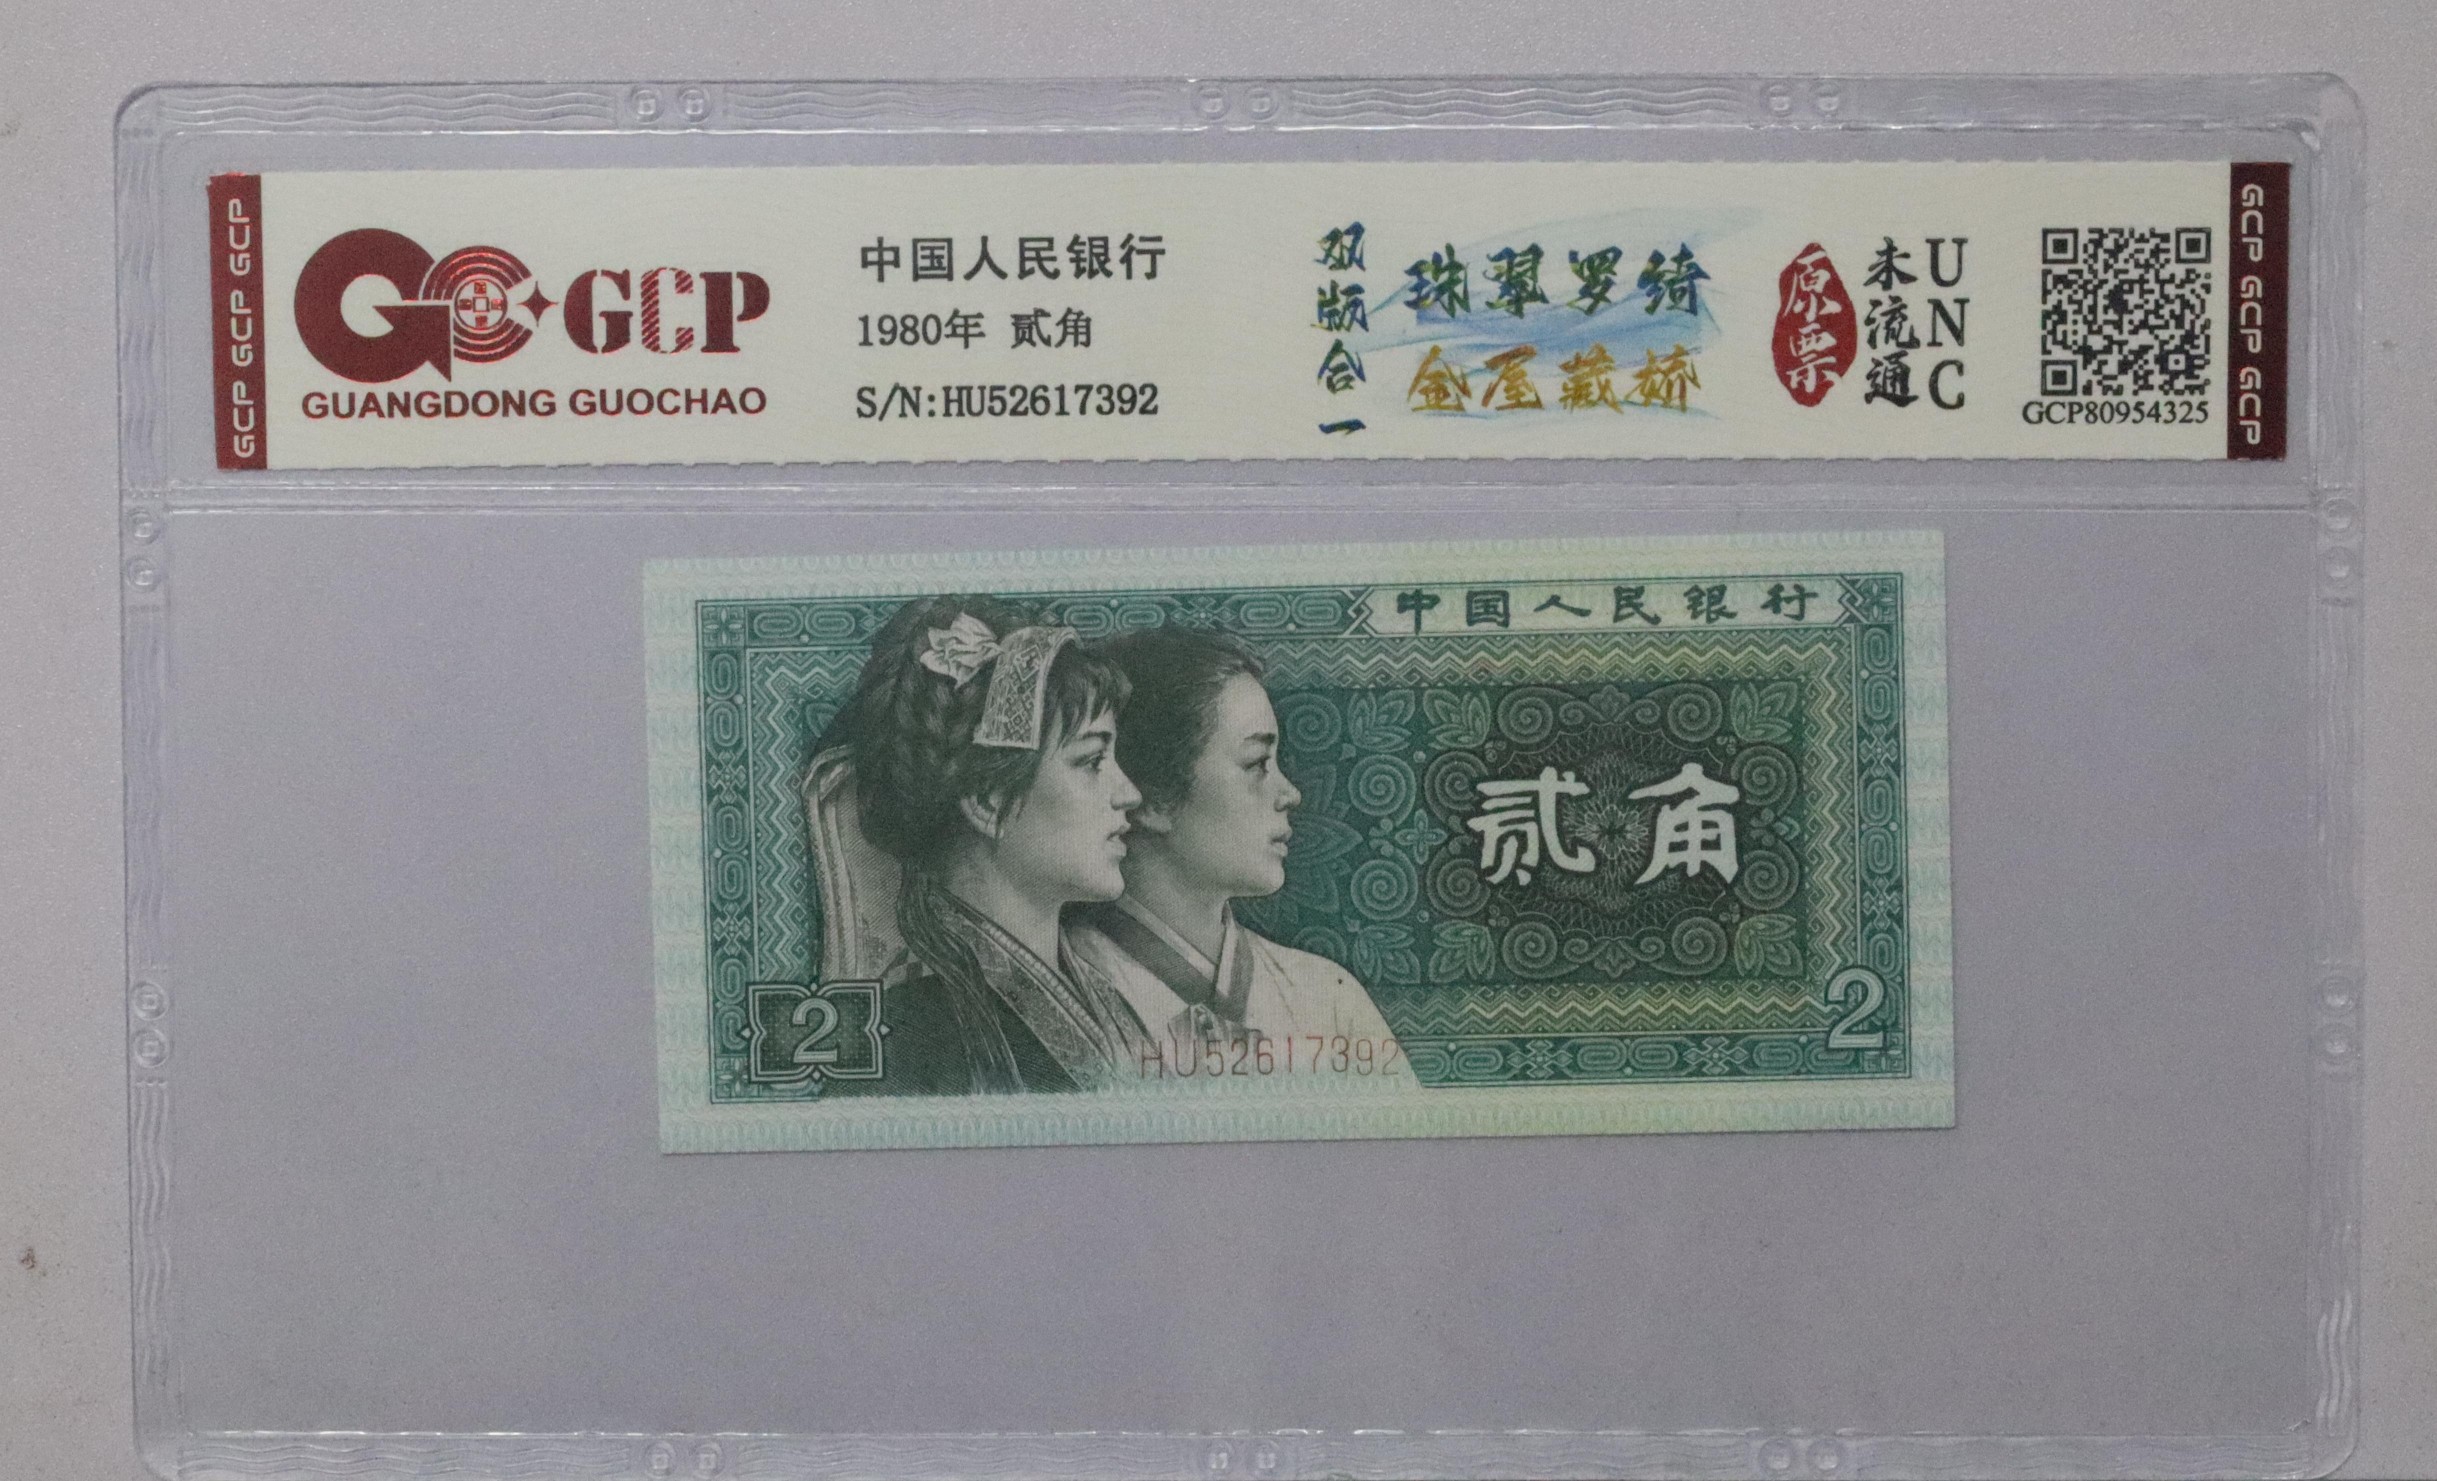 GCP GCP GCP
GCP
GUANGDONG GUOCHAO
中国人民银行
1980年 贰角
S/N:HU52617392
双版合一
珠翠罗绮
金屋藏娇
原票
未流通
UNC
GCP80954325
GCP GCP GCP
中国人民银行
贰角
2
2
HU52617392